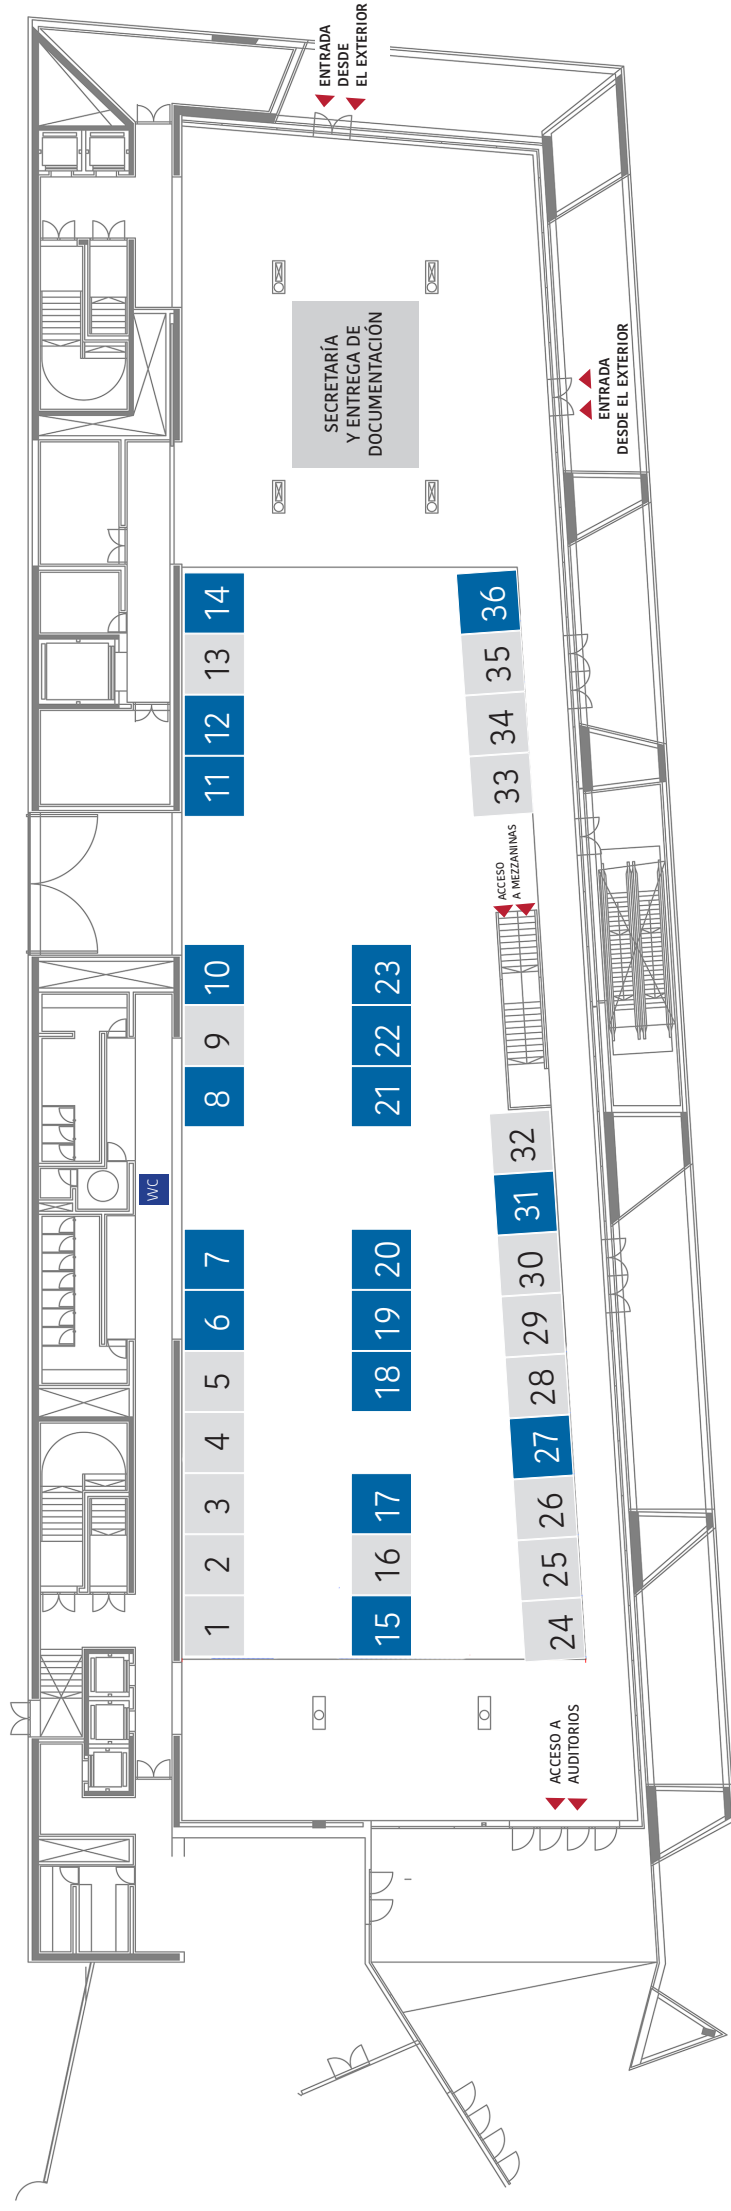 ENTRADA
DESDE
EL EXTERIOR
SECRETARÍA
Y ENTREGA DE
DOCUMENTACIÓN
ENTRADA
DESDE EL EXTERIOR
ACCESO
A MEZZANINAS
WC
ACCESO A
AUDITORIOS
1
2
3
4
5
6
7
8
9
10
11
12
13
14
15
16
17
18
19
20
21
22
23
24
25
26
27
28
29
30
31
32
33
34
35
36